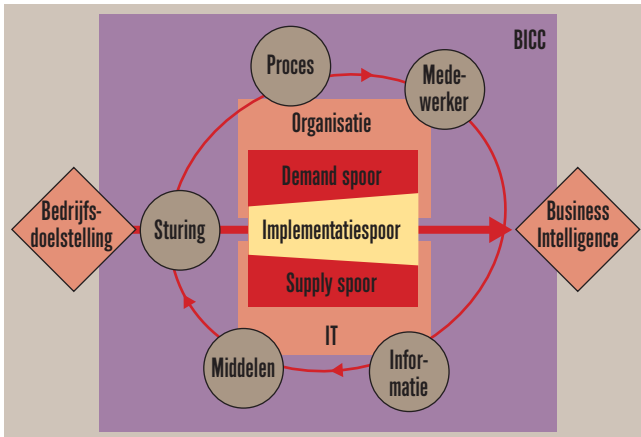 BICC
Proces
Mede-
werker
Organisatie
Demand spoor
Bedrijfs-
doelstelling
Sturing
Implementatiespoor
Business
Intelligence
Supply spoor
IT
Middelen
Infor-
matie